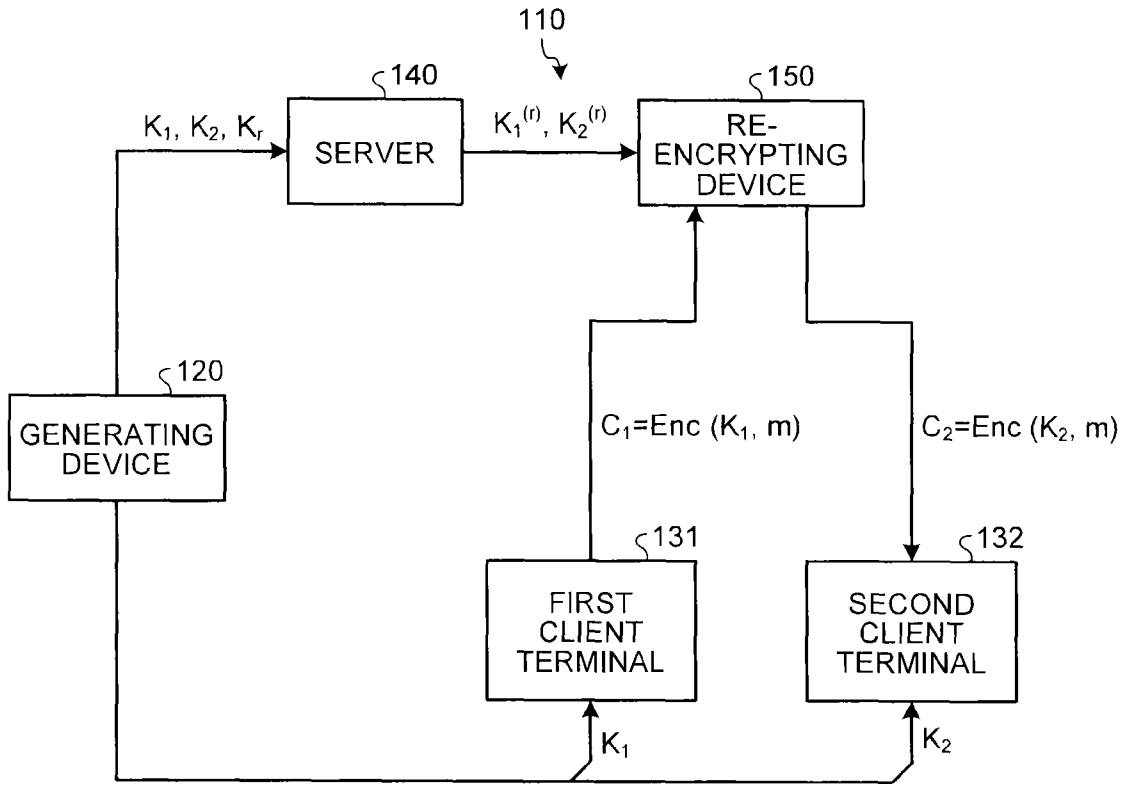 110
140
150
K₁, K₂, Kᵣ
SERVER
K₁⁽ʳ⁾, K₂⁽ʳ⁾
RE-
ENCRYPTING
DEVICE
120
GENERATING
DEVICE
C₁=Enc (K₁, m)
C₂=Enc (K₂, m)
131
132
FIRST
CLIENT
TERMINAL
SECOND
CLIENT
TERMINAL
K₁
K₂